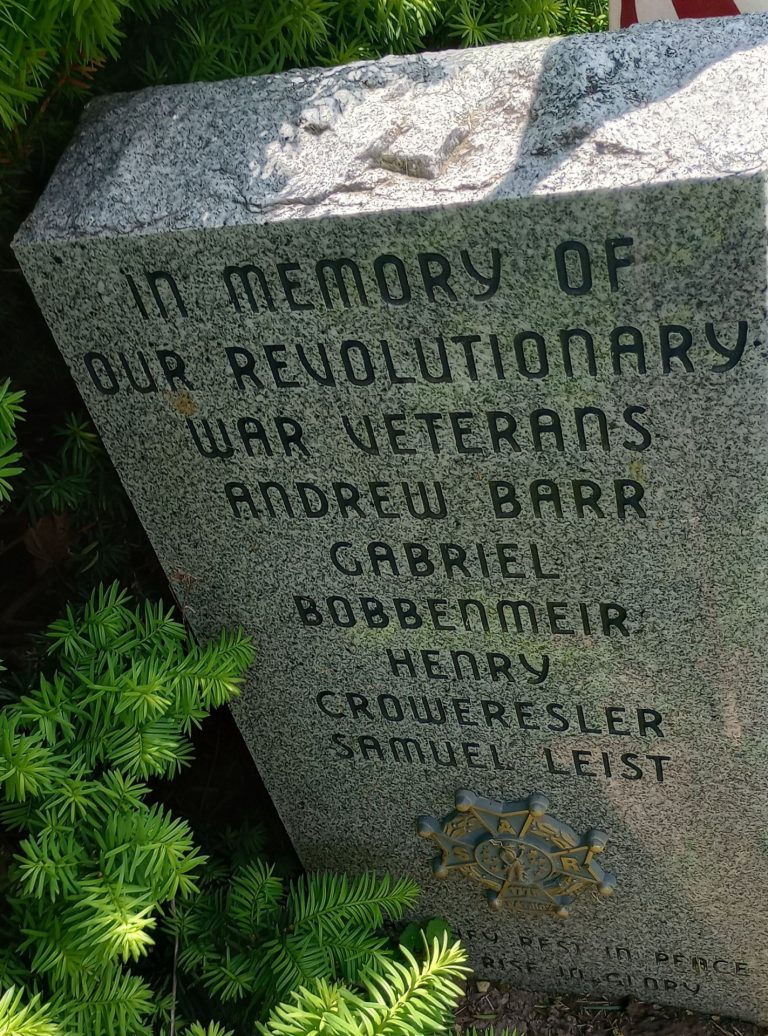 IN MEMORY OF
OUR REVOLUTIONARY
WAR VETERANS
ANDREW BARR
GABRIEL
BOBBENMEIR
HENRY
CROWERESLER
SAMUEL LEIST
S A R
REST IN PEACE
RISE IN GLORY